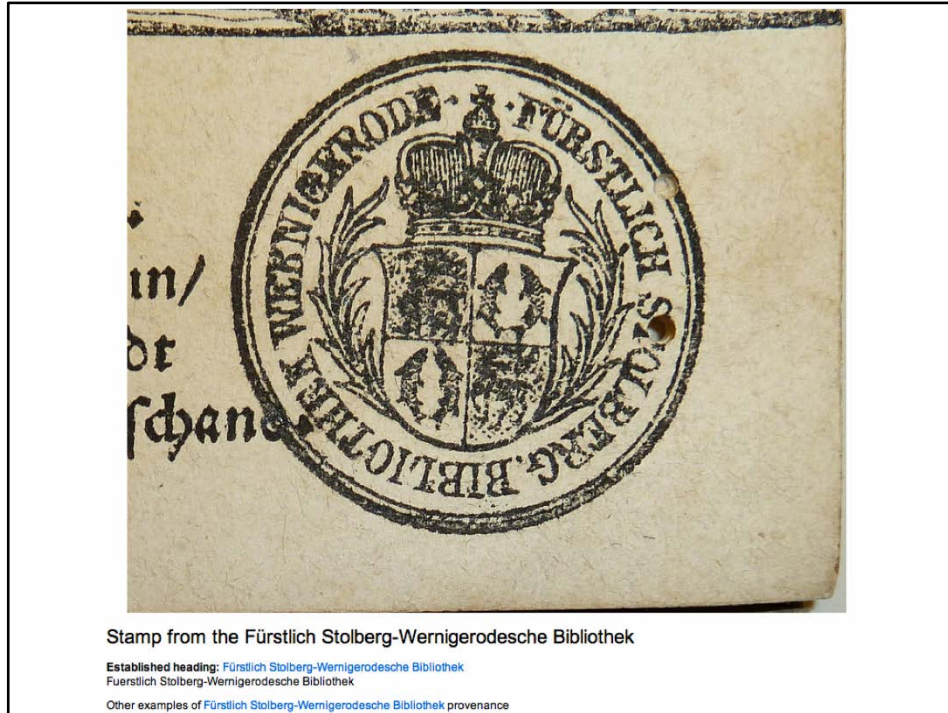 in/
dt
schand
· FÜRSTLICH STOLBERG. BIBLIOTHEK WERNIGERODE ·
Stamp from the Fürstlich Stolberg-Wernigerodesche Bibliothek
Established heading: Fürstlich Stolberg-Wernigerodesche Bibliothek
Fuerstlich Stolberg-Wernigerodesche Bibliothek
Other examples of Fürstlich Stolberg-Wernigerodesche Bibliothek provenance